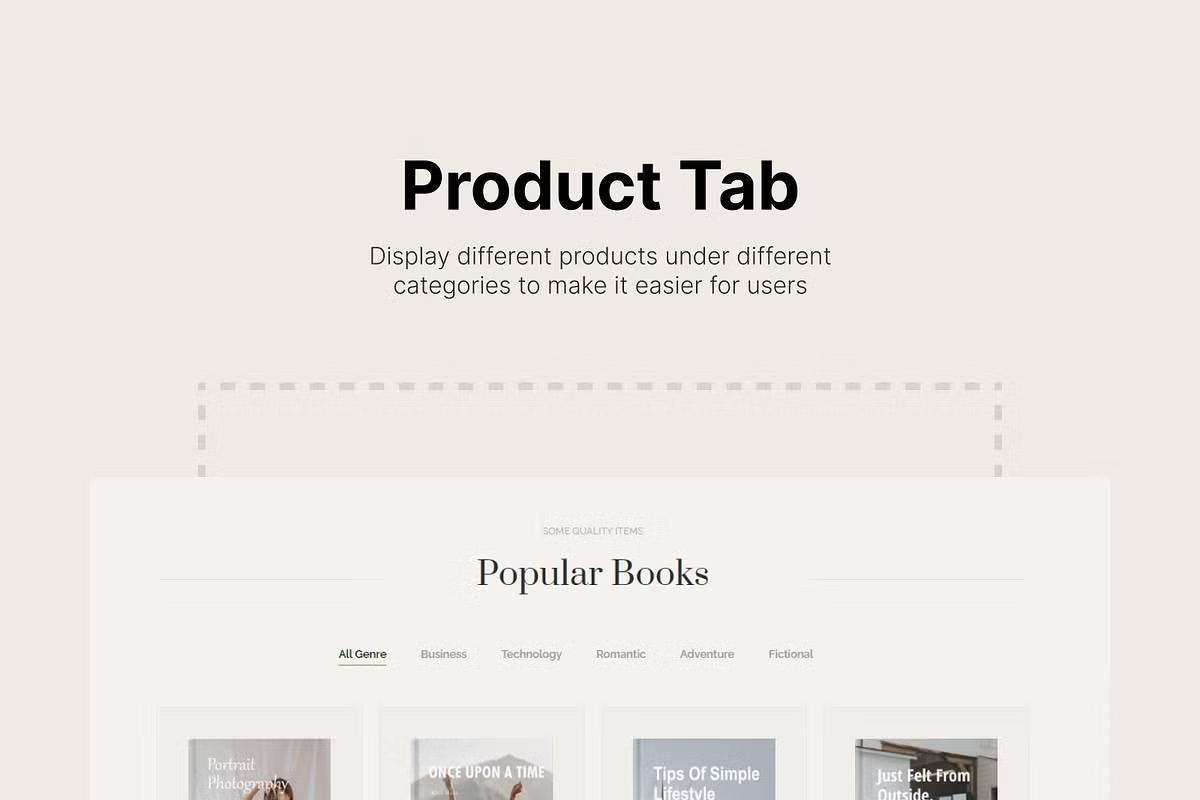 Product Tab
Display different products under different
categories to make it easier for users
SOME QUALITY ITEMS
Popular Books
All Genre Business Technology Romantic Adventure Fictional
Portrait
Photography
ONCE UPON A TIME
Tips Of Simple
Lifestyle
Just Felt From
Outside.